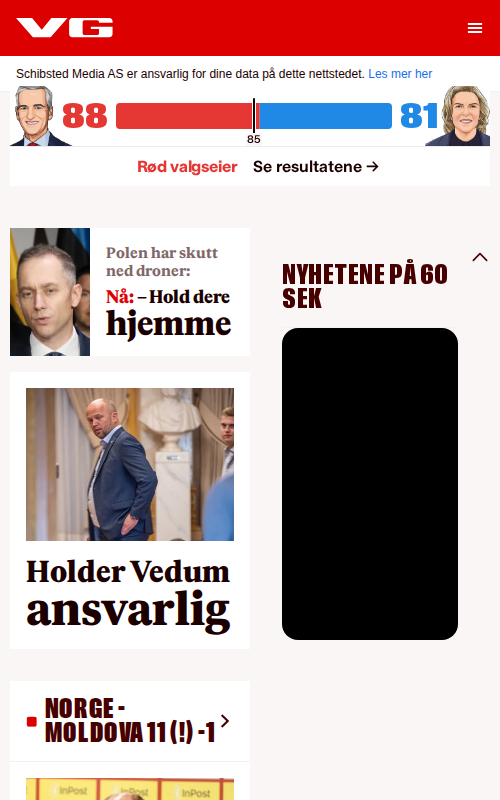 VG
Schibsted Media AS er ansvarlig for dine data på dette nettstedet. Les mer her
88
81
85
Rød valgseier Se resultatene →
Polen har skutt
ned droner:
Nå: – Hold dere
hjemme
NYHETENE PÅ 60
SEK
Holder Vedum
ansvarlig
NORGE -
MOLDOVA 11 (!) -1
InPost
InPost